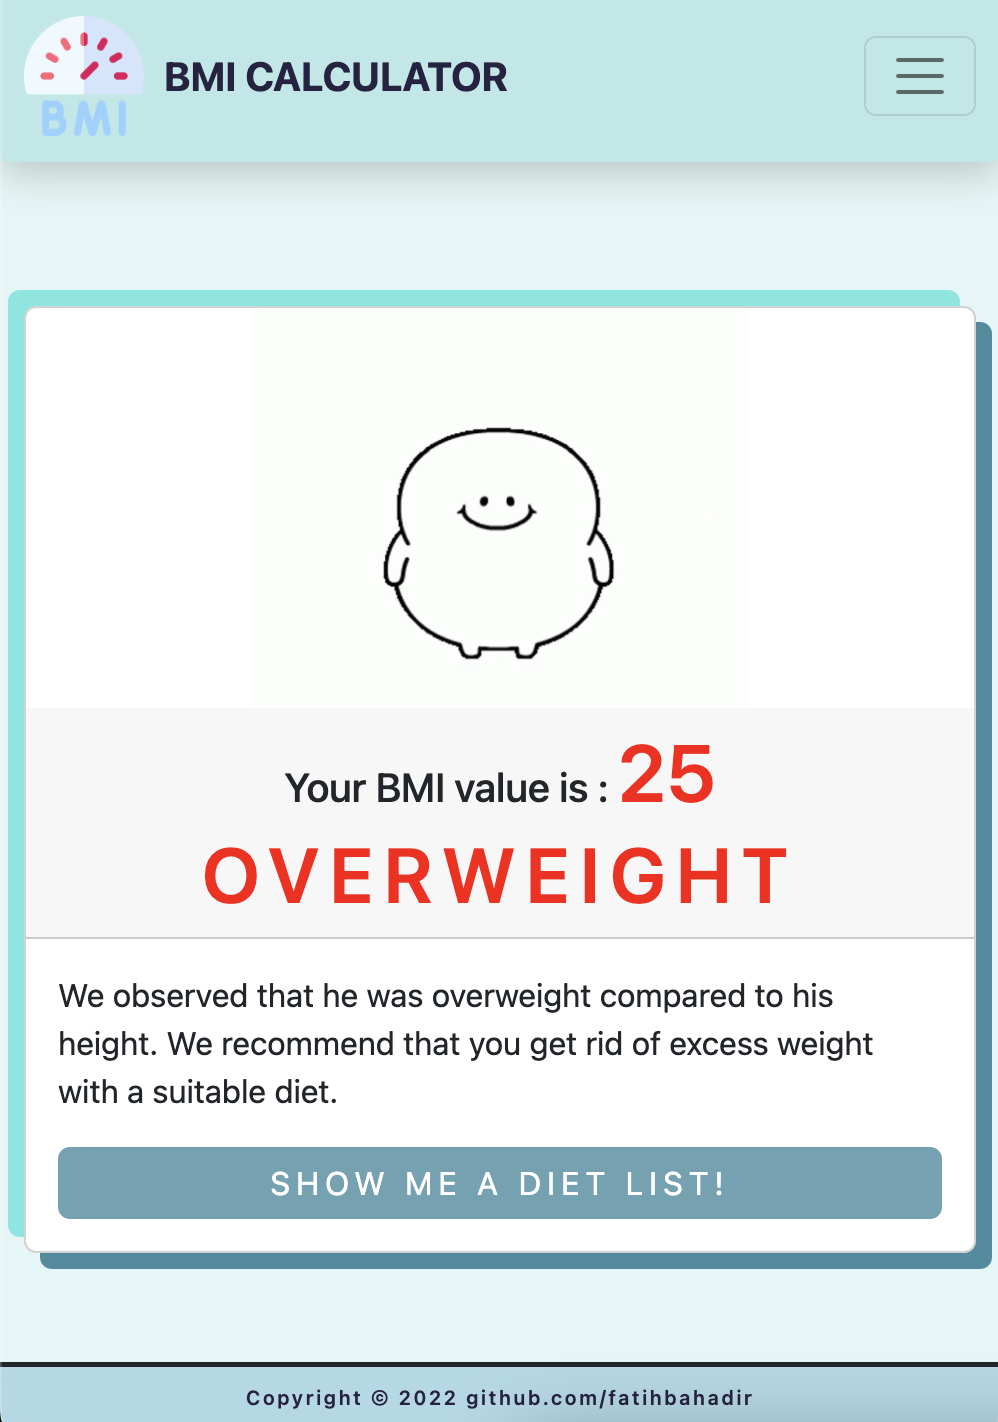 BMI
BMI CALCULATOR
Your BMI value is : 25
OVERWEIGHT
We observed that he was overweight compared to his
height. We recommend that you get rid of excess weight
with a suitable diet.
SHOW ME A DIET LIST!
Copyright © 2022 github.com/fatihbahadir